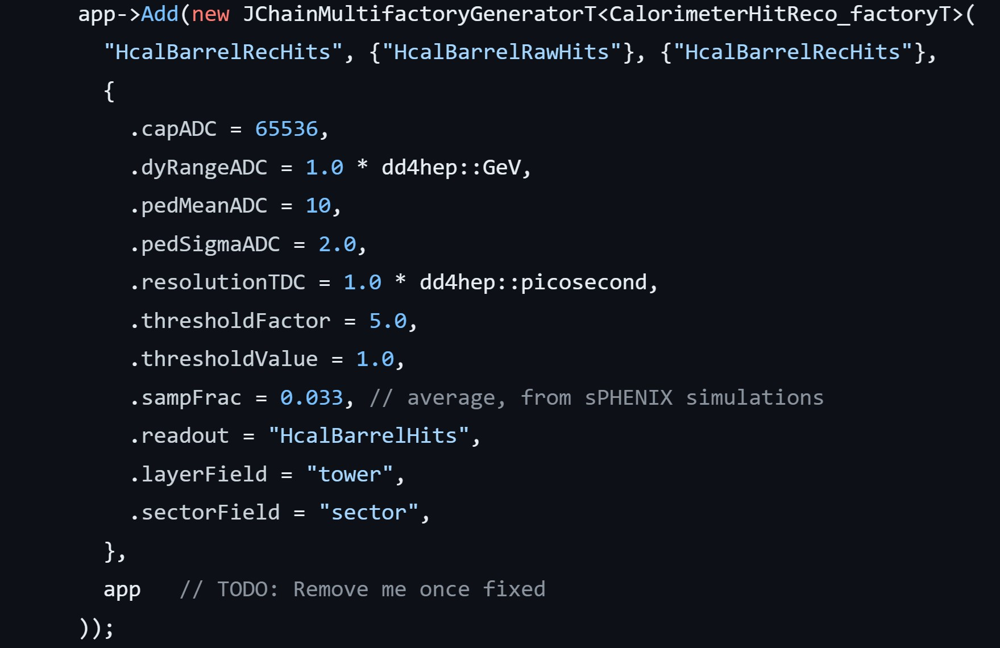 app->Add(new JChainMultifactoryGeneratorT<CalorimeterHitReco_factoryT>(
"HcalBarrelRecHits", {"HcalBarrelRawHits"}, {"HcalBarrelRecHits"},
{
.capADC = 65536,
.dyRangeADC = 1.0 * dd4hep::GeV,
.pedMeanADC = 10,
.pedSigmaADC = 2.0,
.resolutionTDC = 1.0 * dd4hep::picosecond,
.thresholdFactor = 5.0,
.thresholdValue = 1.0,
.sampFrac = 0.033, // average, from sPHENIX simulations
.readout = "HcalBarrelHits",
.layerField = "tower",
.sectorField = "sector",
},
app   // TODO: Remove me once fixed
));